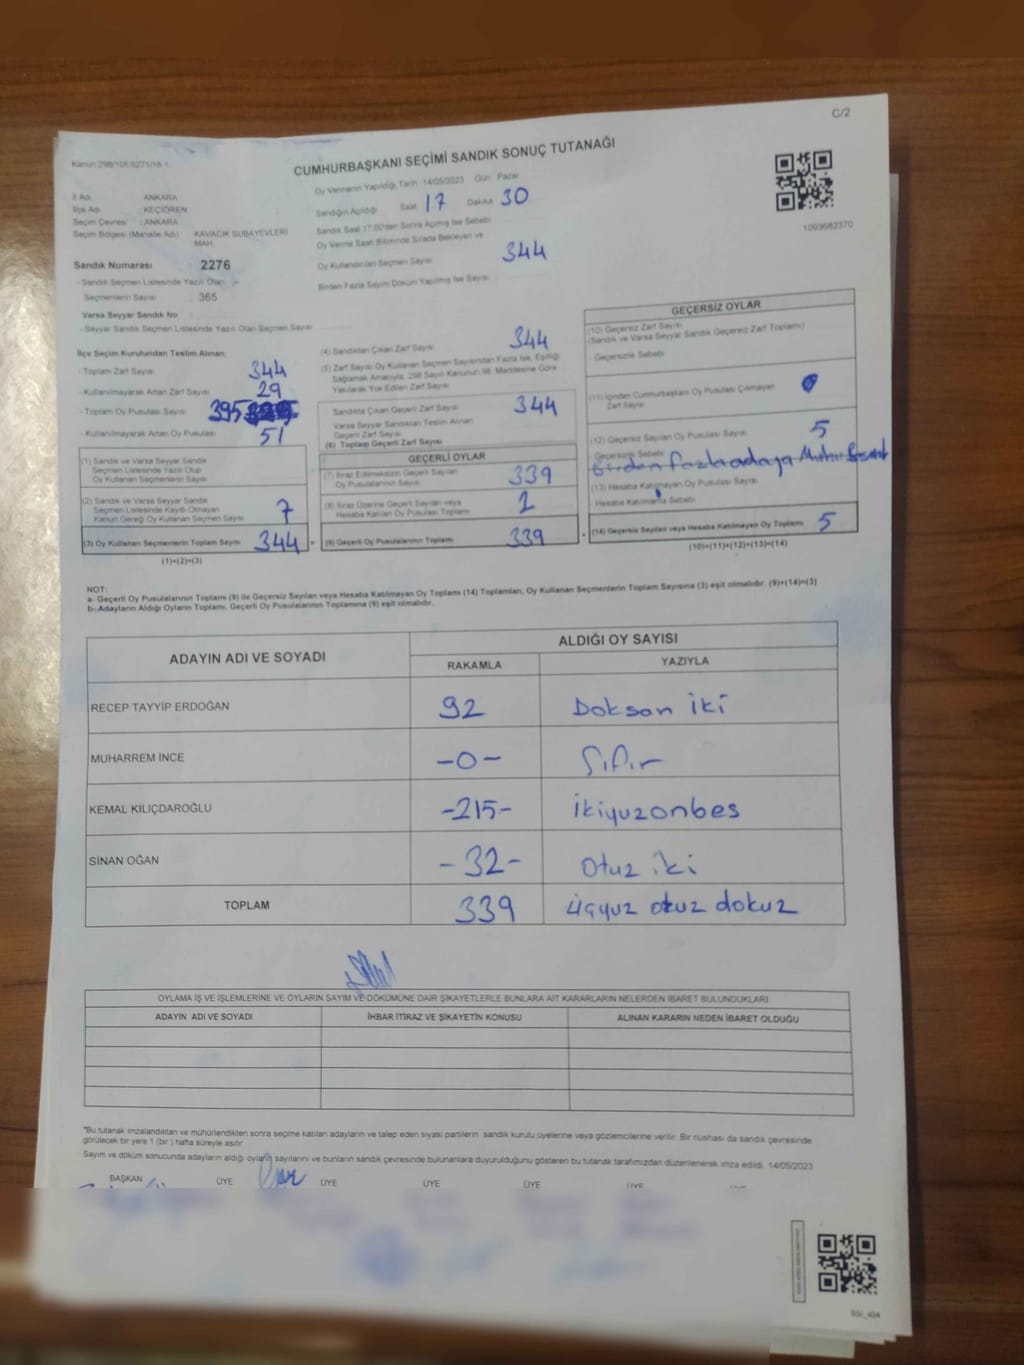 C/2
Kanun 298/105 6271/16-1
CUMHURBAŞKANI SEÇİMİ SANDIK SONUÇ TUTANAĞI
İl Adı ANKARA
İlçe Adı KEÇİÖREN
Seçim Çevresi : ANKARA
Seçim Bölgesi (Mahalle Adı) KAVACIK SUBAYEVLERİ MAH
Sandık Numarası 2276
- Sandık Seçmen Listesinde Yazılı Olan
Seçmenlerin Sayısı : 365
Varsa Seyyar Sandık No
- Seyyar Sandık Seçmen Listesinde Yazılı Olan Seçmen Sayısı
Oy Vermenin Yapıldığı Tarih : 14/05/2023 Gün : Pazar
Sandığın Açıldığı Saat 17 Dakika 30
Sandık Saat 17:00'den Sonra Açılmış İse Sebebi
Oy Verme Saati Bitiminde Sırada Bekleyen ve
Oy Kullandırılan Seçmen Sayısı 344
Birden Fazla Sayım Döküm Yapılmış İse Sayısı
1093682370
İlçe Seçim Kurulundan Teslim Alınan;
- Toplam Zarf Sayısı 344
- Kullanılmayarak Artan Zarf Sayısı 29
- Toplam Oy Pusulası Sayısı 395
- Kullanılmayarak Artan Oy Pusulası 51
(1) Sandık ve Varsa Seyyar Sandık
Seçmen Listesinde Yazılı Olup
Oy Kullanan Seçmenlerin Sayısı
(2) Sandık ve Varsa Seyyar Sandık
Seçmen Listesinde Kaydı Olmayan
Kanun Gereği Oy Kullanan Seçmen Sayısı 7
(3) Oy Kullanan Seçmenlerin Toplam Sayısı 344
(1)+(2)=(3)
(4) Sandıktan Çıkan Zarf Sayısı 344
(5) Zarf Sayısı Oy Kullanan Seçmen Sayısından Fazla İse, Eşitliği
Sağlamak Amacıyla, 298 Sayılı Kanunun 98. Maddesine Göre
Yakılarak Yok Edilen Zarf Sayısı
Sandıkta Çıkan Geçerli Zarf Sayısı 344
Varsa Seyyar Sandıktan Teslim Alınan
Geçerli Zarf Sayısı
(6) Toplam Geçerli Zarf Sayısı
GEÇERLİ OYLAR
(7) İtiraz Edilmeksizin Geçerli Sayılan
Oy Pusulalarının Sayısı 339
(8) İtiraz Üzerine Geçerli Sayılan veya
Hesaba Katılan Oy Pusulası Toplamı
(9) Geçerli Oy Pusulalarının Toplamı 339
GEÇERSİZ OYLAR
(10) Geçersiz Zarf Sayısı
(Sandık ve Varsa Seyyar Sandık Geçersiz Zarf Toplamı)
- Geçersizlik Sebebi
(11) İçinden Cumhurbaşkanı Oy Pusulası Çıkmayan
Zarf Sayısı
(12) Geçersiz Sayılan Oy Pusulası Sayısı 5
- Geçersizlik Sebebi
Birden fazla adaya Mühür
(13) Hesaba Katılmayan Oy Pusulası Sayısı
Hesaba Katılmama Sebebi
(14) Geçersiz Sayılan veya Hesaba Katılmayan Oy Toplamı 5
(10)+(11)+(12)+(13)=(14)
NOT:
a- Geçerli Oy Pusulalarının Toplamı (9) ile Geçersiz Sayılan veya Hesaba Katılmayan Oy Toplamı (14) Toplamları, Oy Kullanan Seçmenlerin Toplam Sayısına (3) eşit olmalıdır. (9)+(14)=(3)
b- Adayların Aldığı Oyların Toplamı, Geçerli Oy Pusulalarının Toplamına (9) eşit olmalıdır.
ADAYIN ADI VE SOYADI ALDIĞI OY SAYISI
RAKAMLA YAZIYLA
RECEP TAYYİP ERDOĞAN 92 Doksan iki
MUHARREM İNCE -0- Sıfır
KEMAL KILIÇDAROĞLU -215- ikiyuzonbes
SİNAN OĞAN -32- Otuz iki
TOPLAM 339 üçyuz otuz dokuz
OYLAMA İŞ VE İŞLEMLERİNE VE OYLARIN SAYIM VE DÖKÜMÜNE DAİR ŞİKAYETLERLE BUNLARA AİT KARARLARIN NELERDEN İBARET BULUNDUKLARI
ADAYIN ADI VE SOYADI İHBAR İTİRAZ VE ŞİKAYETİN KONUSU ALINAN KARARIN NEDEN İBARET OLDUĞU
*Bu tutanak imzalandıktan ve mühürlendikten sonra seçime katılan adayların ve talep eden siyasi partilerin sandık kurulu üyelerine veya gözlemcilerine verilir. Bir nüshası da sandık çevresinde
görülecek bir yere 1 (bir ) hafta süreyle asılır
Sayım ve döküm sonucunda adayların aldığı oyların sayılarını ve bunların sandık çevresinde bulunanlara duyurulduğunu gösteren bu tutanak tarafımızdan düzenlenerek imza edildi. 14/05/2023
BAŞKAN ÜYE ÜYE ÜYE ÜYE ÜYE